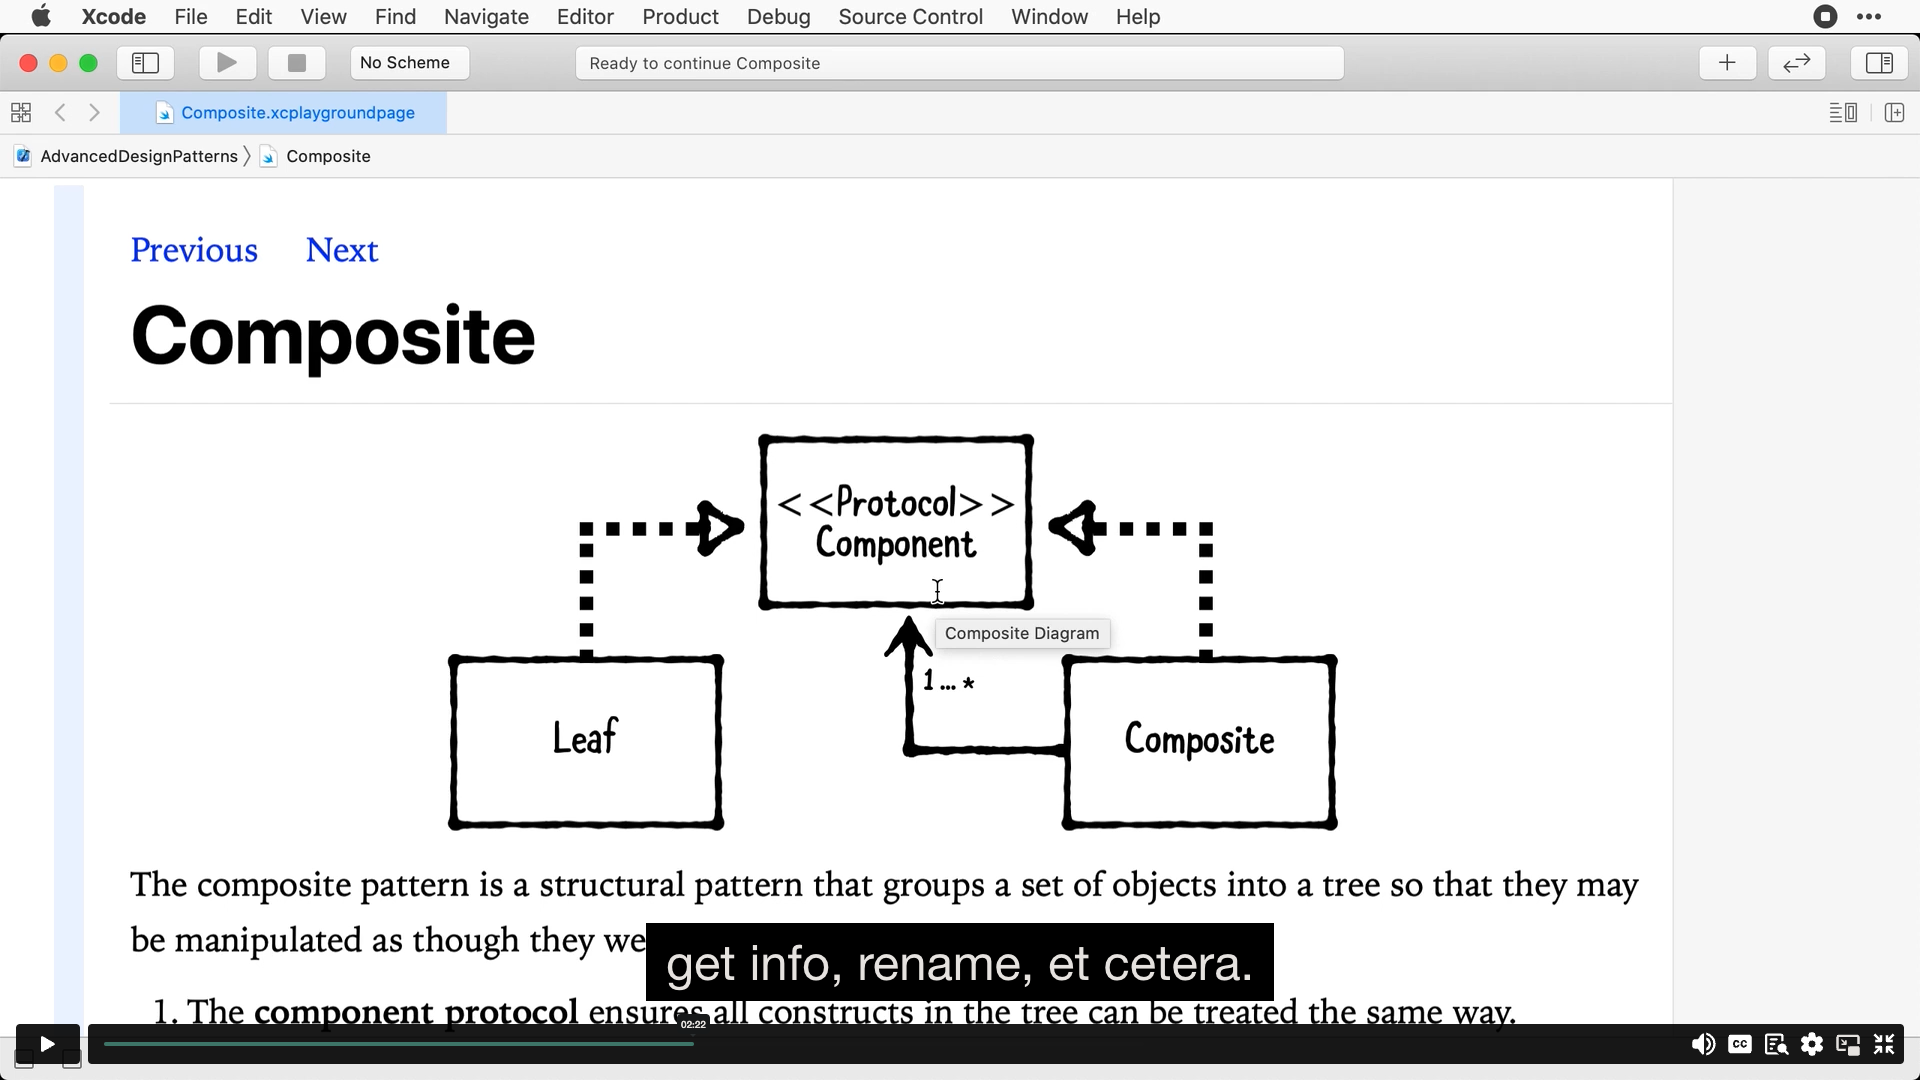 Xcode File Edit View Find Navigate Editor Product Debug Source Control Window Help
No Scheme
Ready to continue Composite
Composite.xcplaygroundpage
AdvancedDesignPatterns
Composite
Previous Next
Composite
<<Protocol>>
Component
Composite Diagram
1...*
Leaf
Composite
The composite pattern is a structural pattern that groups a set of objects into a tree so that they may
be manipulated as though they we
get info, rename, et cetera.
1. The component protocol ensures all constructs in the tree can be treated the same way.
02:22
CC